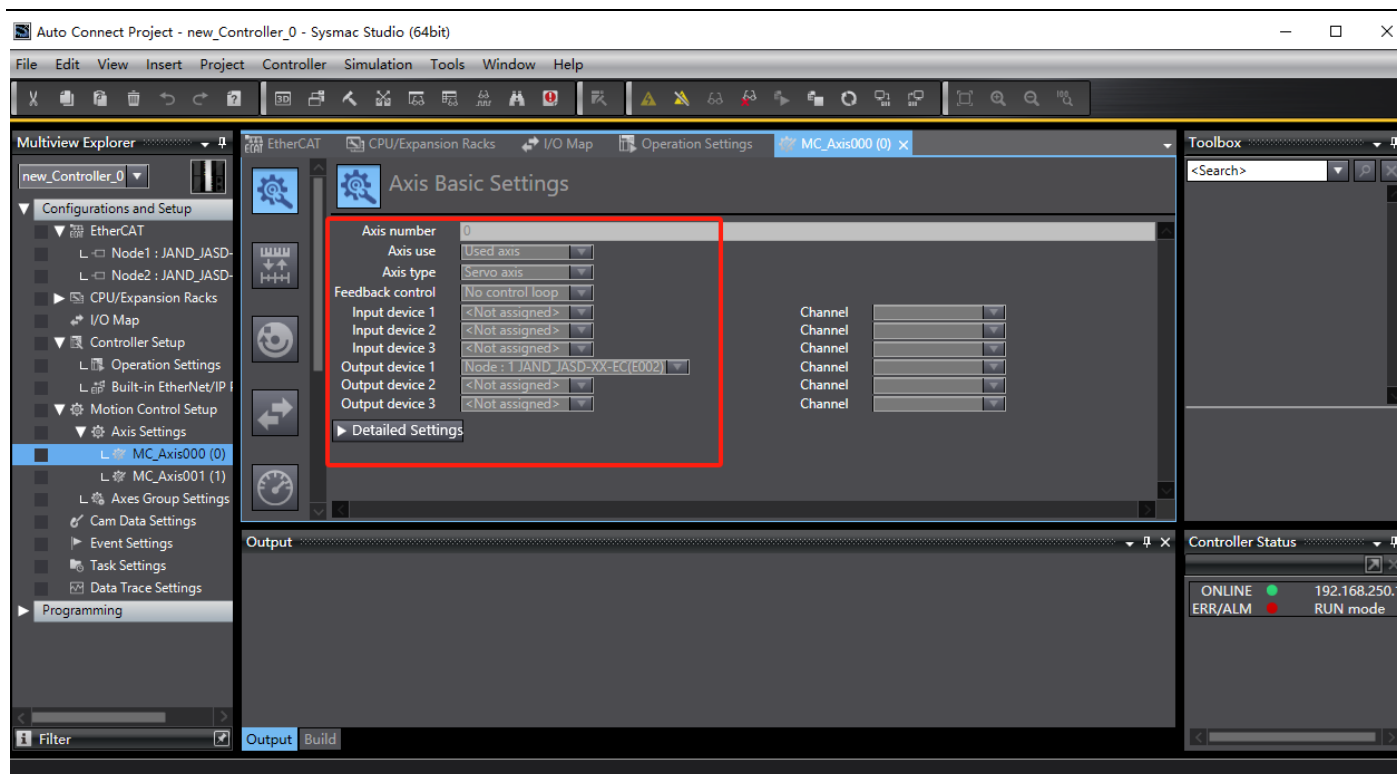 Auto Connect Project - new_Controller_0 - Sysmac Studio (64bit)
File Edit View Insert Project Controller Simulation Tools Window Help
Multiview Explorer
new_Controller_0
Configurations and Setup
EtherCAT
Node1 : JAND_JASD-
Node2 : JAND_JASD-
CPU/Expansion Racks
I/O Map
Controller Setup
Operation Settings
Built-in EtherNet/IP
Motion Control Setup
Axis Settings
MC_Axis000 (0)
MC_Axis001 (1)
Axes Group Settings
Cam Data Settings
Event Settings
Task Settings
Data Trace Settings
Programming
Filter
EtherCAT CPU/Expansion Racks I/O Map Operation Settings MC_Axis000 (0)
Axis Basic Settings
Axis number 0
Axis use Used axis
Axis type Servo axis
Feedback control No control loop
Input device 1 <Not assigned> Channel
Input device 2 <Not assigned> Channel
Input device 3 <Not assigned> Channel
Output device 1 Node : 1 JAND_JASD-XX-EC(E002) Channel
Output device 2 <Not assigned> Channel
Output device 3 <Not assigned> Channel
Detailed Settings
Output
Output Build
Toolbox
<Search>
Controller Status
ONLINE 192.168.250.
ERR/ALM RUN mode